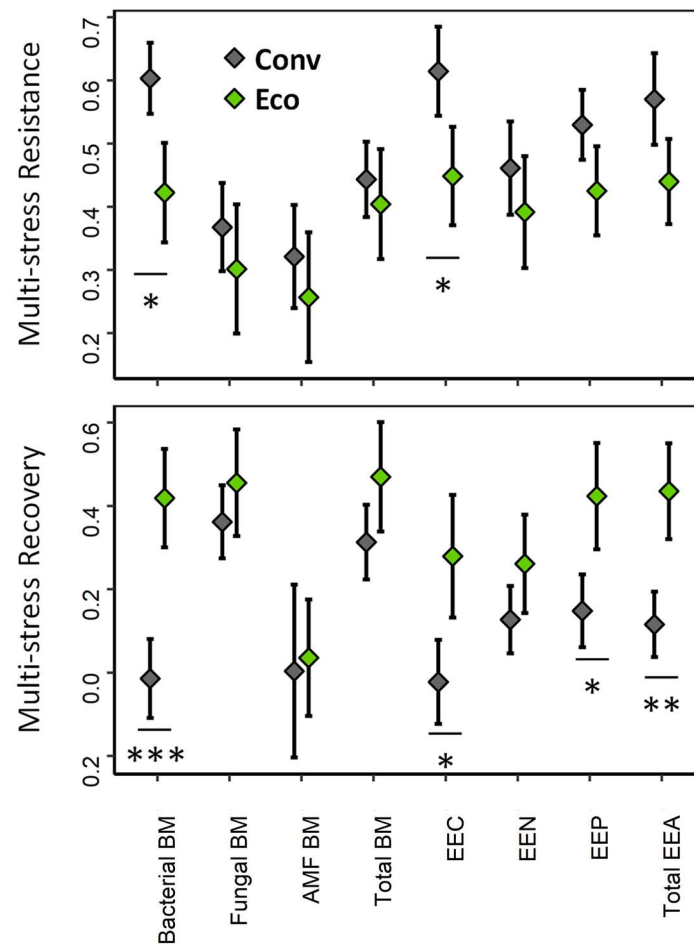 Multi-stress Resistance
0.7
0.6
0.5
0.4
0.3
0.2
Conv
Eco
*
*
Multi-stress Recovery
0.6
0.4
0.2
0.0
0.2
***
*
*
**
Bacterial BM
Fungal BM
AMF BM
Total BM
EEC
EEN
EEP
Total EEA